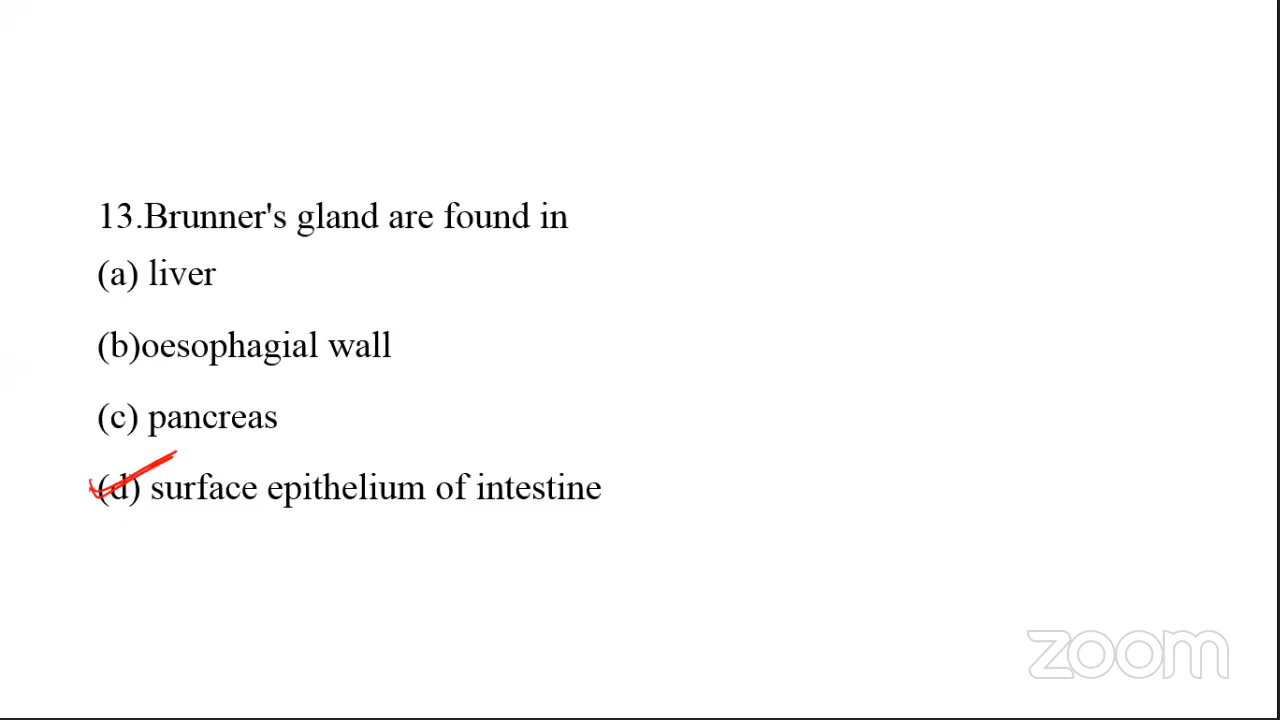 13.Brunner's gland are found in
(a) liver
(b)oesophagial wall
(c) pancreas
(d) surface epithelium of intestine
zoom